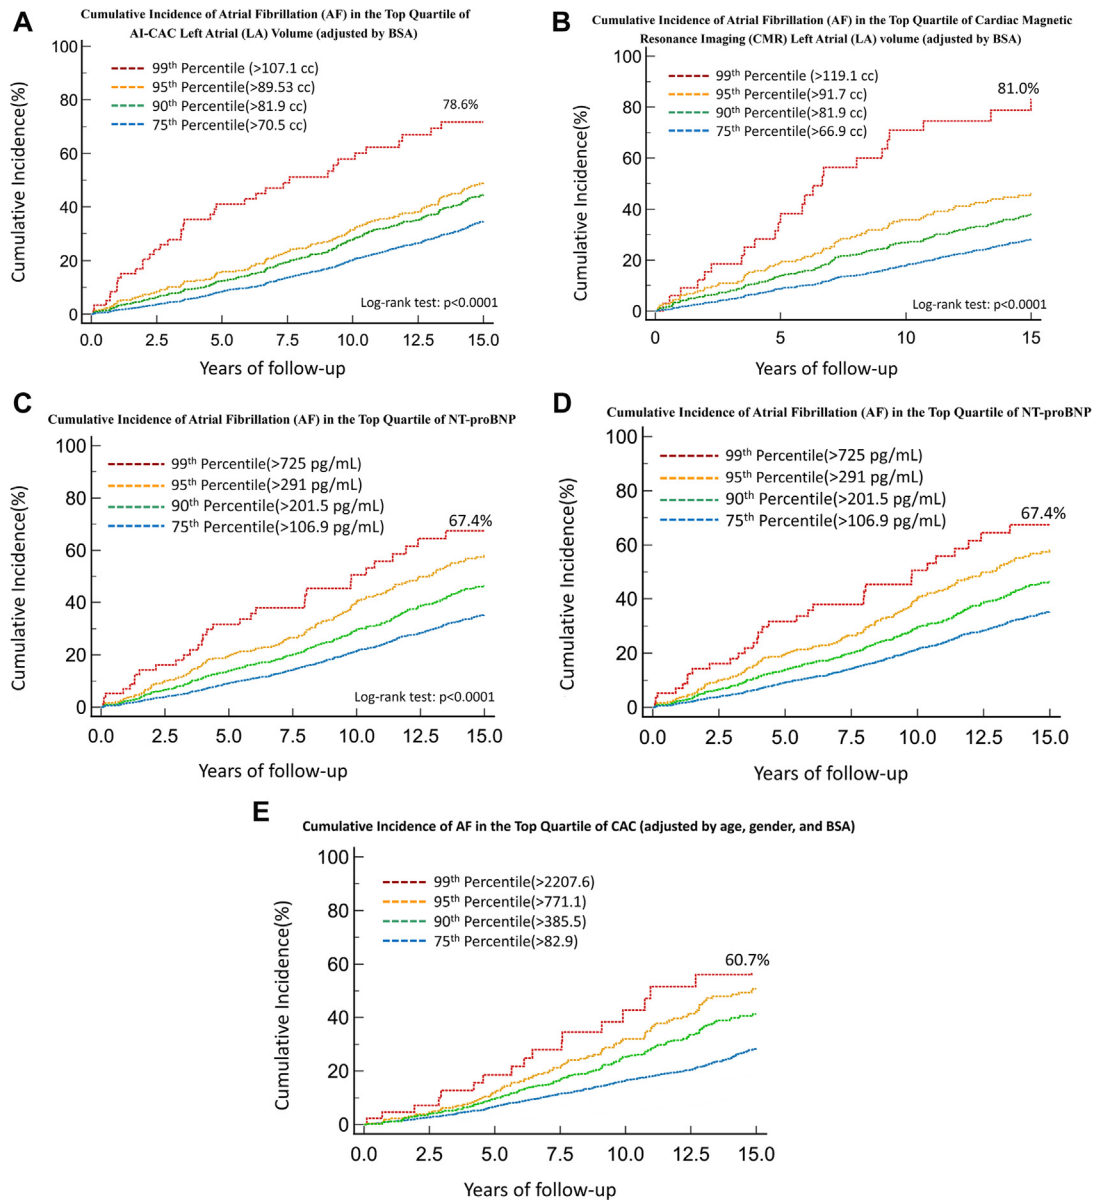 A
Cumulative Incidence of Atrial Fibrillation (AF) in the Top Quartile of
AI-CAC Left Atrial (LA) Volume (adjusted by BSA)
Cumulative Incidence(%)
100
80
60
40
20
0
99th Percentile (>107.1 cc)
95th Percentile(>89.53 cc)
90th Percentile(>81.9 cc)
75th Percentile(>70.5 cc)
78.6%
Log-rank test: p<0.0001
0.0 2.5 5.0 7.5 10.0 12.5 15.0
Years of follow-up
B
Cumulative Incidence of Atrial Fibrillation (AF) in the Top Quartile of Cardiac Magnetic
Resonance Imaging (CMR) Left Atrial (LA) volume (adjusted by BSA)
Cumulative Incidence(%)
100
80
60
40
20
0
99th Percentile (>119.1 cc)
95th Percentile(>91.7 cc)
90th Percentile(>81.9 cc)
75th Percentile(>66.9 cc)
81.0%
Log-rank test: p<0.0001
0 5 10 15
Years of follow-up
C
Cumulative Incidence of Atrial Fibrillation (AF) in the Top Quartile of NT-proBNP
Cumulative Incidence(%)
100
80
60
40
20
0
99th Percentile(>725 pg/mL)
95th Percentile(>291 pg/mL)
90th Percentile(>201.5 pg/mL)
75th Percentile(>106.9 pg/mL)
67.4%
Log-rank test: p<0.0001
0.0 2.5 5.0 7.5 10.0 12.5 15.0
Years of follow-up
D
Cumulative Incidence of Atrial Fibrillation (AF) in the Top Quartile of NT-proBNP
Cumulative Incidence(%)
100
80
60
40
20
0
99th Percentile(>725 pg/mL)
95th Percentile(>291 pg/mL)
90th Percentile(>201.5 pg/mL)
75th Percentile(>106.9 pg/mL)
67.4%
0.0 2.5 5.0 7.5 10.0 12.5 15.0
Years of follow-up
E
Cumulative Incidence of AF in the Top Quartile of CAC (adjusted by age, gender, and BSA)
Cumulative Incidence(%)
100
80
60
40
20
0
99th Percentile(>2207.6)
95th Percentile(>771.1)
90th Percentile(>385.5)
75th Percentile(>82.9)
60.7%
0.0 2.5 5.0 7.5 10.0 12.5 15.0
Years of follow-up